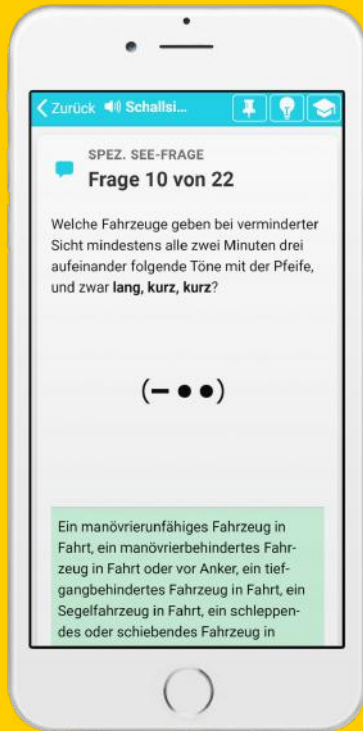 Zurück Schallsi...
SPEZ. SEE-FRAGE
Frage 10 von 22
Welche Fahrzeuge geben bei verminderter
Sicht mindestens alle zwei Minuten drei
aufeinander folgende Töne mit der Pfeife,
und zwar lang, kurz, kurz?
(– ● ●)
Ein manövrierunfähiges Fahrzeug in
Fahrt, ein manövrierbehindertes Fahr-
zeug in Fahrt oder vor Anker, ein tief-
gangbehindertes Fahrzeug in Fahrt, ein
Segelfahrzeug in Fahrt, ein schleppen-
des oder schiebendes Fahrzeug in